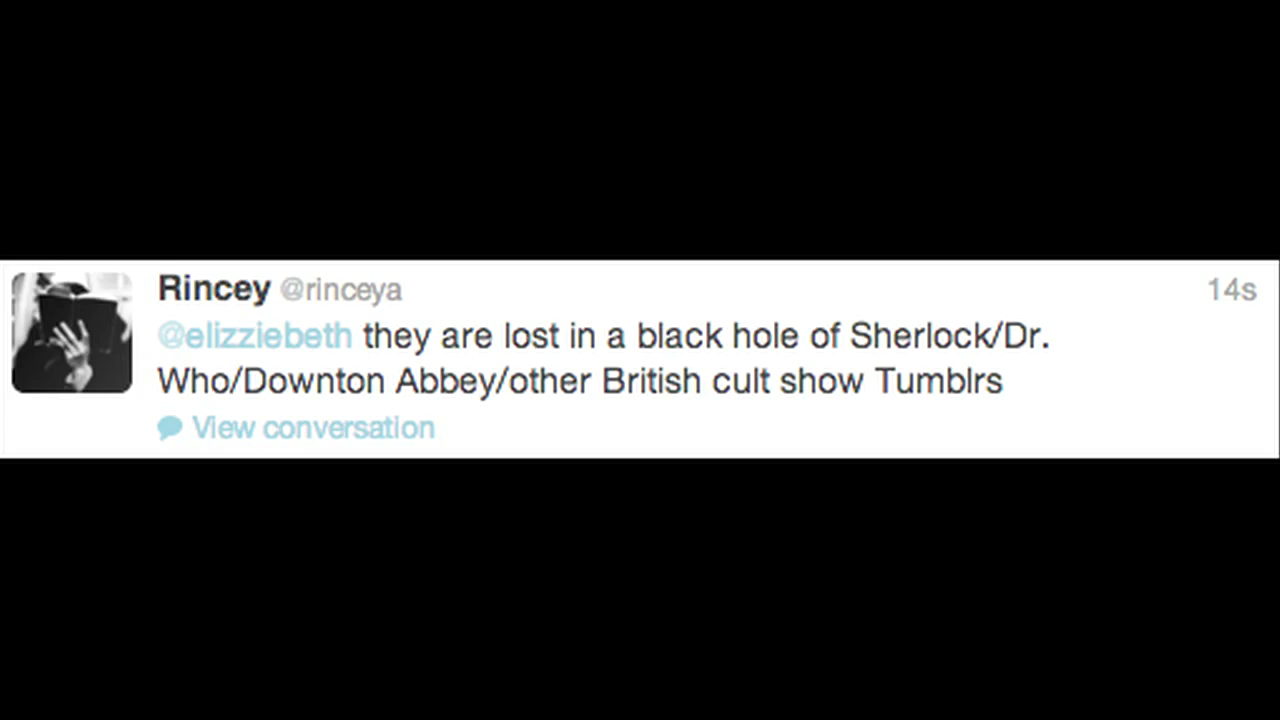 Rincey @rinceya 14s
@elizziebeth they are lost in a black hole of Sherlock/Dr.
Who/Downton Abbey/other British cult show Tumblrs
View conversation